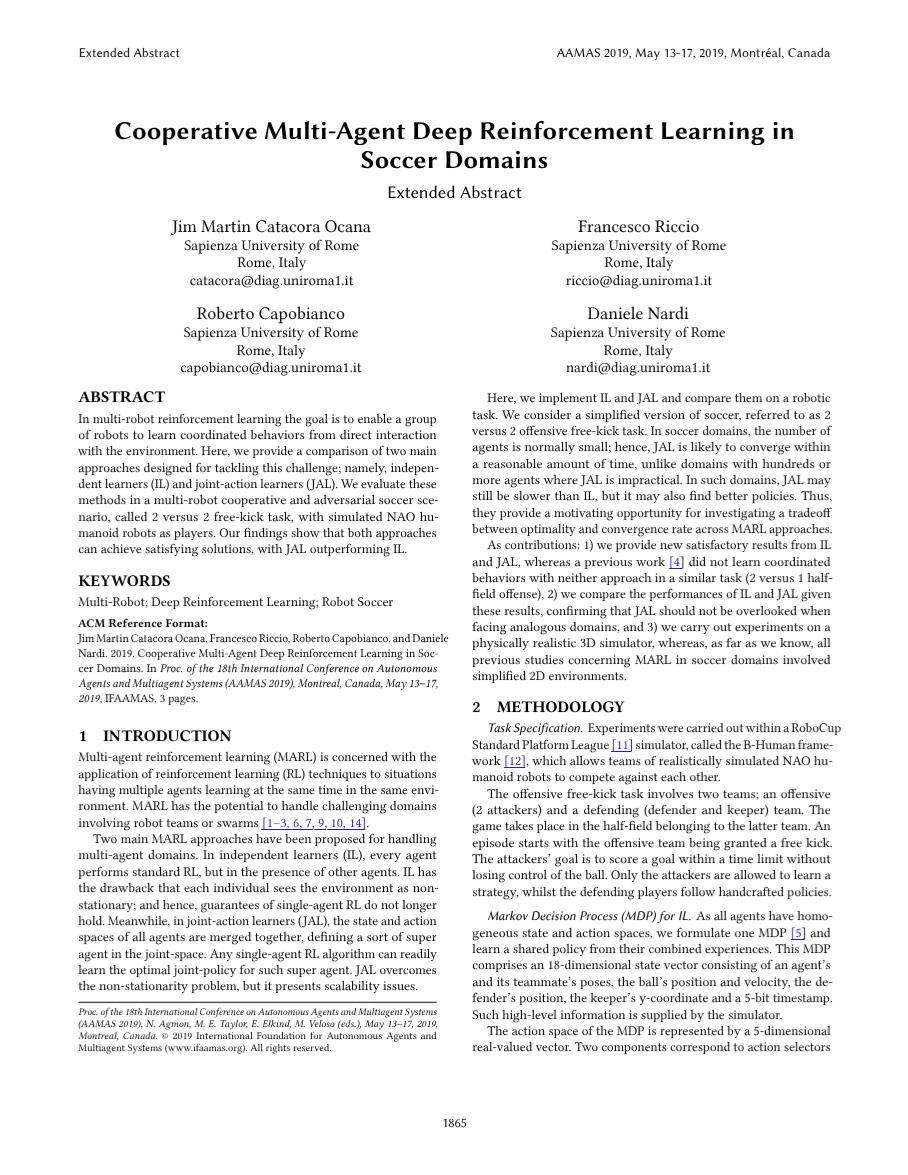 Extended Abstract
AAMAS 2019, May 13-17, 2019, Montréal, Canada
Cooperative Multi-Agent Deep Reinforcement Learning in
Soccer Domains
Extended Abstract
Jim Martin Catacora Ocana
Sapienza University of Rome
Rome, Italy
catacora@diag.uniroma1.it
Francesco Riccio
Sapienza University of Rome
Rome, Italy
riccio@diag.uniroma1.it
Roberto Capobianco
Sapienza University of Rome
Rome, Italy
capobianco@diag.uniroma1.it
Daniele Nardi
Sapienza University of Rome
Rome, Italy
nardi@diag.uniroma1.it
ABSTRACT
In multi-robot reinforcement learning the goal is to enable a group
of robots to learn coordinated behaviors from direct interaction
with the environment. Here, we provide a comparison of two main
approaches designed for tackling this challenge; namely, indepen-
dent learners (IL) and joint-action learners (JAL). We evaluate these
methods in a multi-robot cooperative and adversarial soccer sce-
nario, called 2 versus 2 free-kick task, with simulated NAO hu-
manoid robots as players. Our findings show that both approaches
can achieve satisfying solutions, with JAL outperforming IL.
KEYWORDS
Multi-Robot; Deep Reinforcement Learning; Robot Soccer
ACM Reference Format:
Jim Martin Catacora Ocana, Francesco Riccio, Roberto Capobianco, and Daniele
Nardi. 2019. Cooperative Multi-Agent Deep Reinforcement Learning in Soc-
cer Domains. In Proc. of the 18th International Conference on Autonomous
Agents and Multiagent Systems (AAMAS 2019), Montreal, Canada, May 13–17,
2019, IFAAMAS, 3 pages.
1 INTRODUCTION
Multi-agent reinforcement learning (MARL) is concerned with the
application of reinforcement learning (RL) techniques to situations
having multiple agents learning at the same time in the same envi-
ronment. MARL has the potential to handle challenging domains
involving robot teams or swarms [1–3, 6, 7, 9, 10, 14].
Two main MARL approaches have been proposed for handling
multi-agent domains. In independent learners (IL), every agent
performs standard RL, but in the presence of other agents. IL has
the drawback that each individual sees the environment as non-
stationary; and hence, guarantees of single-agent RL do not longer
hold. Meanwhile, in joint-action learners (JAL), the state and action
spaces of all agents are merged together, defining a sort of super
agent in the joint-space. Any single-agent RL algorithm can readily
learn the optimal joint-policy for such super agent. JAL overcomes
the non-stationarity problem, but it presents scalability issues.
Proc. of the 18th International Conference on Autonomous Agents and Multiagent Systems
(AAMAS 2019), N. Agmon, M. E. Taylor, E. Elkind, M. Veloso (eds.), May 13–17, 2019,
Montreal, Canada. © 2019 International Foundation for Autonomous Agents and
Multiagent Systems (www.ifaamas.org). All rights reserved.
Here, we implement IL and JAL and compare them on a robotic
task. We consider a simplified version of soccer, referred to as 2
versus 2 offensive free-kick task. In soccer domains, the number of
agents is normally small; hence, JAL is likely to converge within
a reasonable amount of time, unlike domains with hundreds or
more agents where JAL is impractical. In such domains, JAL may
still be slower than IL, but it may also find better policies. Thus,
they provide a motivating opportunity for investigating a tradeoff
between optimality and convergence rate across MARL approaches.
As contributions: 1) we provide new satisfactory results from IL
and JAL, whereas a previous work [4] did not learn coordinated
behaviors with neither approach in a similar task (2 versus 1 half-
field offense), 2) we compare the performances of IL and JAL given
these results, confirming that JAL should not be overlooked when
facing analogous domains, and 3) we carry out experiments on a
physically realistic 3D simulator, whereas, as far as we know, all
previous studies concerning MARL in soccer domains involved
simplified 2D environments.
2 METHODOLOGY
Task Specification. Experiments were carried out within a RoboCup
Standard Platform League [11] simulator, called the B-Human frame-
work [12], which allows teams of realistically simulated NAO hu-
manoid robots to compete against each other.
The offensive free-kick task involves two teams; an offensive
(2 attackers) and a defending (defender and keeper) team. The
game takes place in the half-field belonging to the latter team. An
episode starts with the offensive team being granted a free kick.
The attackers' goal is to score a goal within a time limit without
losing control of the ball. Only the attackers are allowed to learn a
strategy, whilst the defending players follow handcrafted policies.
Markov Decision Process (MDP) for IL. As all agents have homo-
geneous state and action spaces, we formulate one MDP [5] and
learn a shared policy from their combined experiences. This MDP
comprises an 18-dimensional state vector consisting of an agent's
and its teammate's poses, the ball's position and velocity, the de-
fender's position, the keeper's y-coordinate and a 5-bit timestamp.
Such high-level information is supplied by the simulator.
The action space of the MDP is represented by a 5-dimensional
real-valued vector. Two components correspond to action selectors
1865